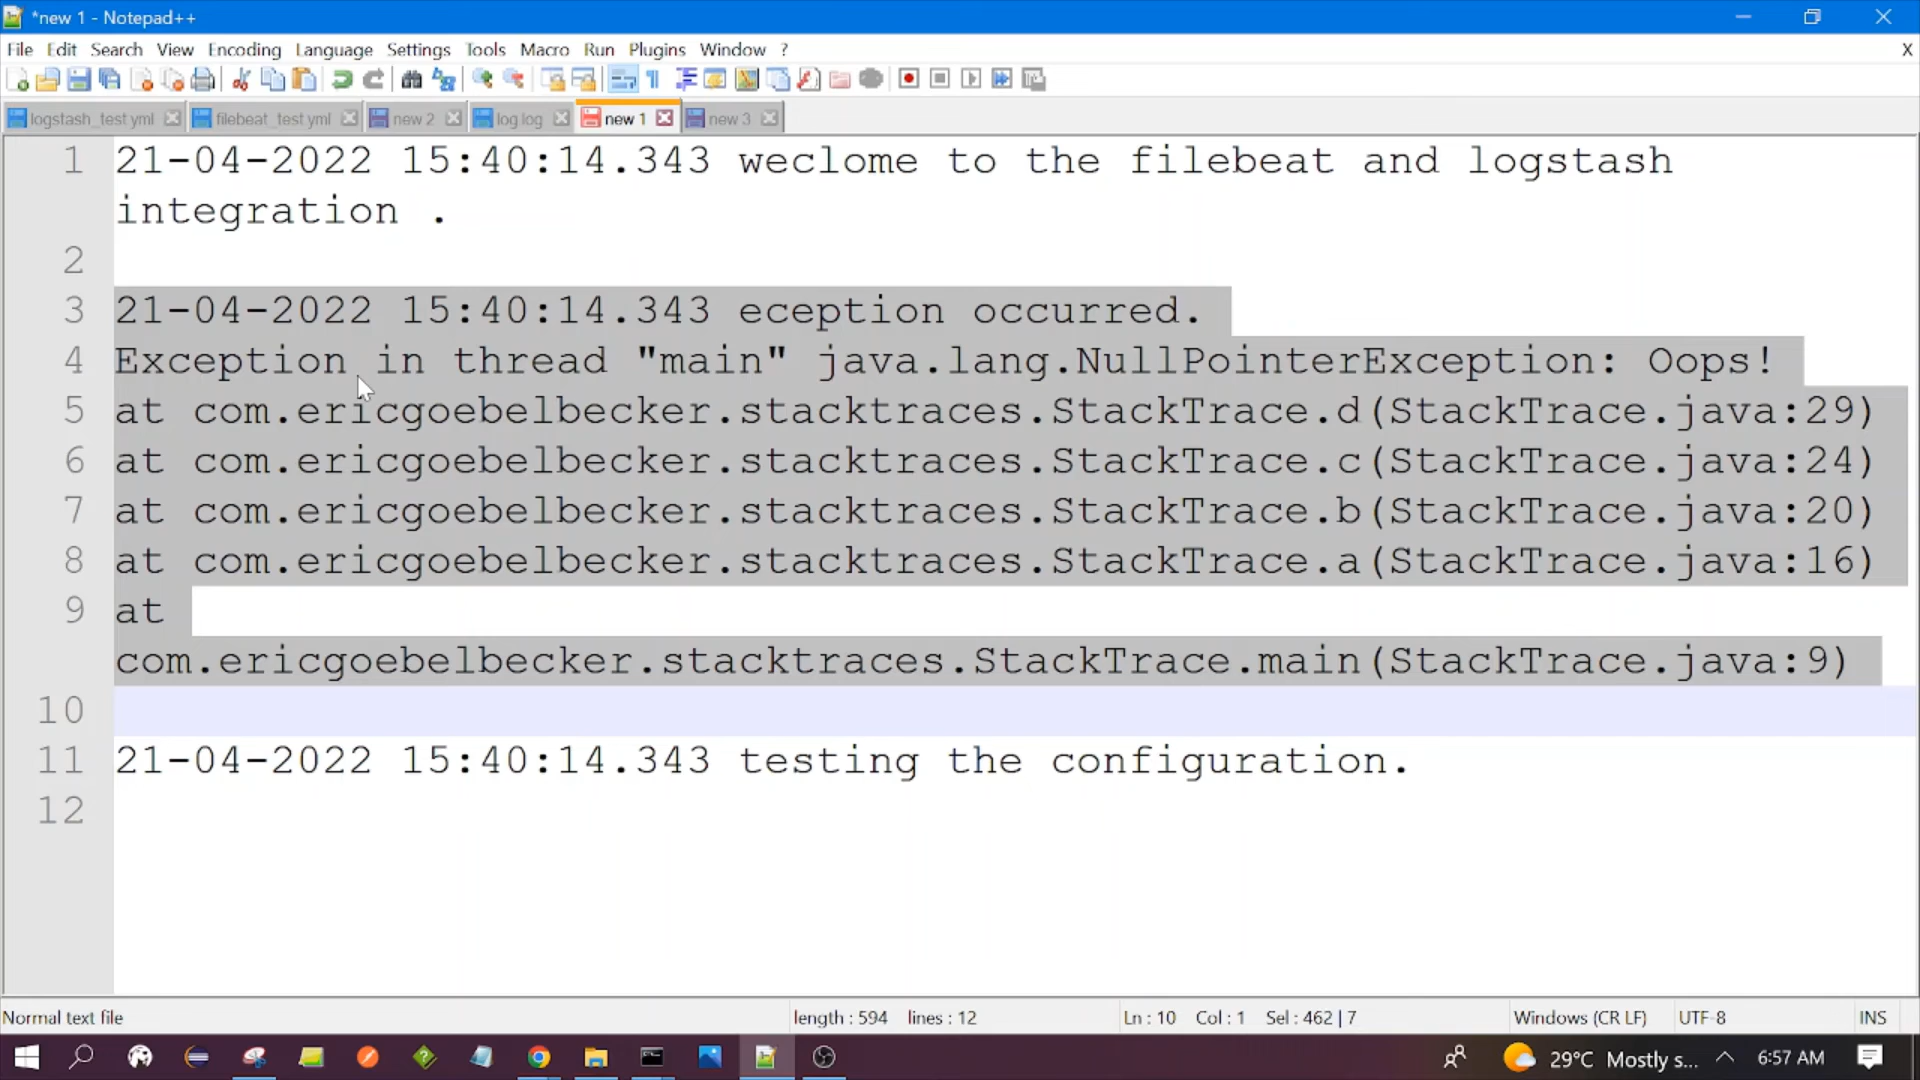 *new 1 - Notepad++
File Edit Search View Encoding Language Settings Tools Macro Run Plugins Window ? X
logstash_test.yml filebeat_test.yml new 2 log.log new 1 new 3
1 21-04-2022 15:40:14.343 weclome to the filebeat and logstash
integration .
2
3 21-04-2022 15:40:14.343 eception occurred.
4 Exception in thread "main" java.lang.NullPointerException: Oops!
5 at com.ericgoebelbecker.stacktraces.StackTrace.d(StackTrace.java:29)
6 at com.ericgoebelbecker.stacktraces.StackTrace.c(StackTrace.java:24)
7 at com.ericgoebelbecker.stacktraces.StackTrace.b(StackTrace.java:20)
8 at com.ericgoebelbecker.stacktraces.StackTrace.a(StackTrace.java:16)
9 at
com.ericgoebelbecker.stacktraces.StackTrace.main(StackTrace.java:9)
10
11 21-04-2022 15:40:14.343 testing the configuration.
12
Normal text file length : 594 lines : 12 Ln : 10 Col : 1 Sel : 462 | 7 Windows (CR LF) UTF-8 INS
29°C Mostly s... 6:57 AM